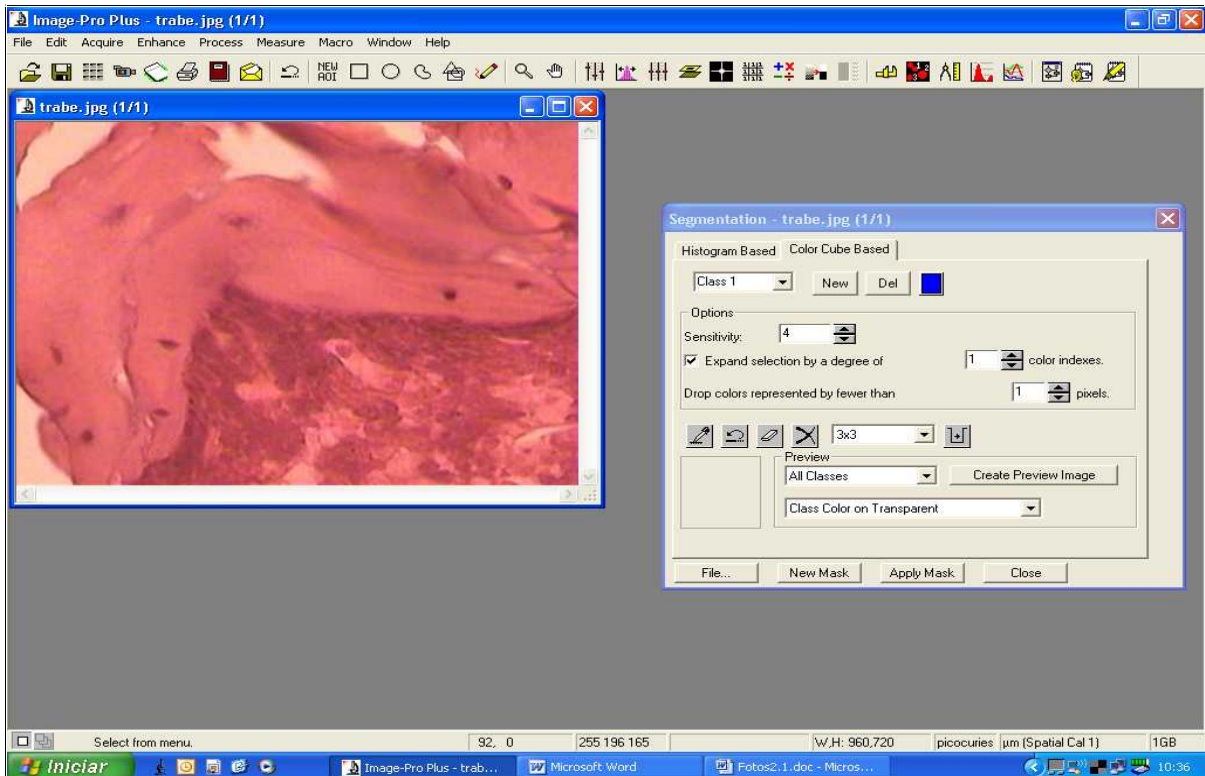 Image-Pro Plus - trabe.jpg (1/1)
File Edit Acquire Enhance Process Measure Macro Window Help
NEW AOI
trabe.jpg (1/1)
Segmentation - trabe.jpg (1/1)
Histogram Based Color Cube Based
Class 1 New Del
Options
Sensitivity: 4
Expand selection by a degree of 1 color indexes.
Drop colors represented by fewer than 1 pixels.
3x3
Preview
All Classes Create Preview Image
Class Color on Transparent
File... New Mask Apply Mask Close
Select from menu. 92, 0 255 196 165 W,H: 960,720 picocuries µm (Spatial Cal 1) 1GB
Iniciar Image-Pro Plus - trab... Microsoft Word Fotos2.1.doc - Micros... 10:36